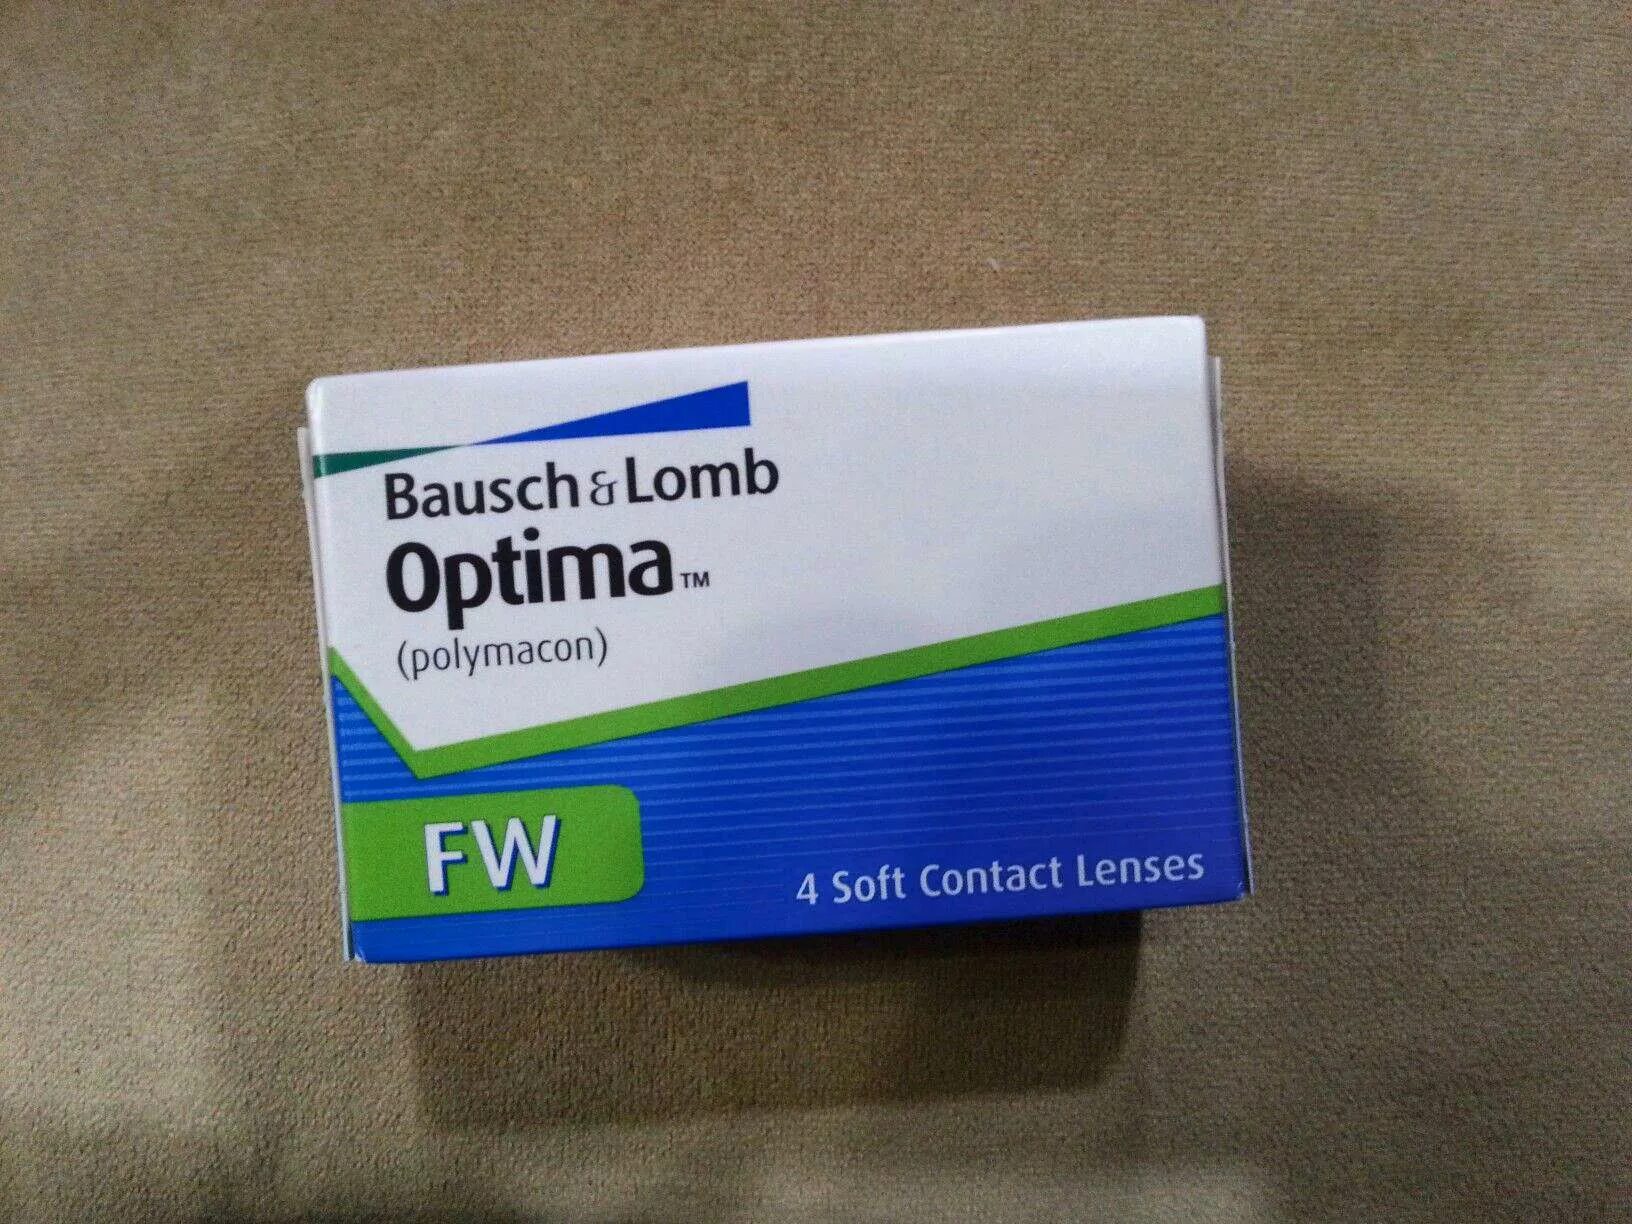 Bausch & Lomb
Optima™
(polymacon)
FW
4 Soft Contact Lenses